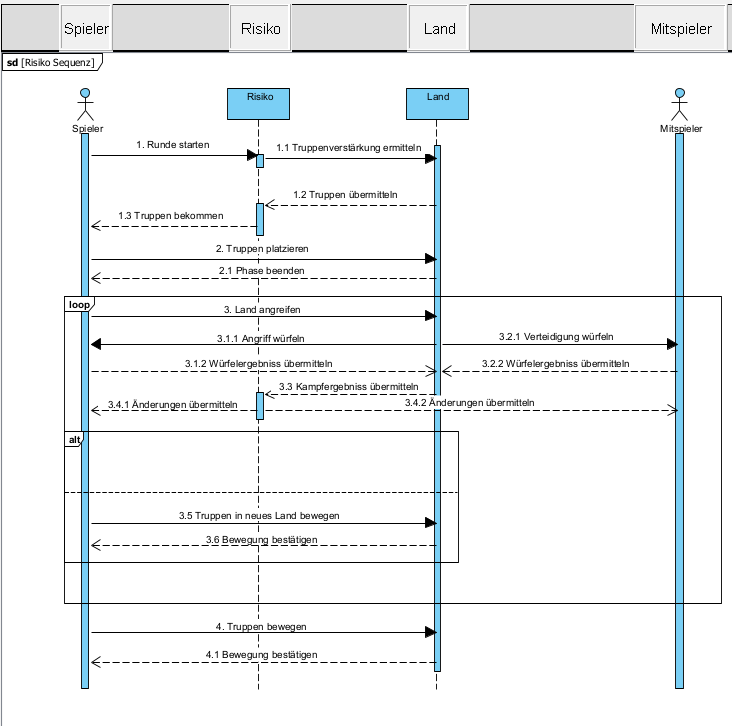 Spieler Risiko Land Mitspieler
sd [Risiko Sequenz]
Risiko Land
Spieler Mitspieler
1. Runde starten
1.1 Truppenverstärkung ermitteln
1.2 Truppen übermitteln
1.3 Truppen bekommen
2. Truppen platzieren
2.1 Phase beenden
loop
3. Land angreifen
3.1.1 Angriff würfeln
3.2.1 Verteidigung würfeln
3.1.2 Würfelergebniss übermitteln
3.2.2 Würfelergebniss übermitteln
3.3 Kampfergebniss übermitteln
3.4.1 Änderungen übermitteln
3.4.2 Änderungen übermitteln
alt
3.5 Truppen in neues Land bewegen
3.6 Bewegung bestätigen
4. Truppen bewegen
4.1 Bewegung bestätigen